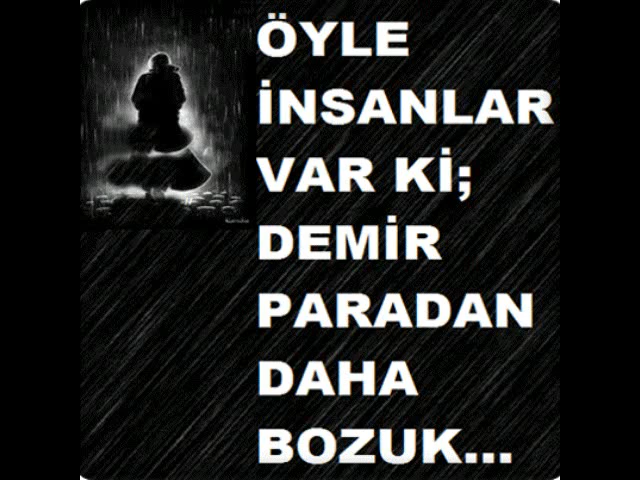 ÖYLE
İNSANLAR
VAR Kİ;
DEMİR
PARADAN
DAHA
BOZUK...